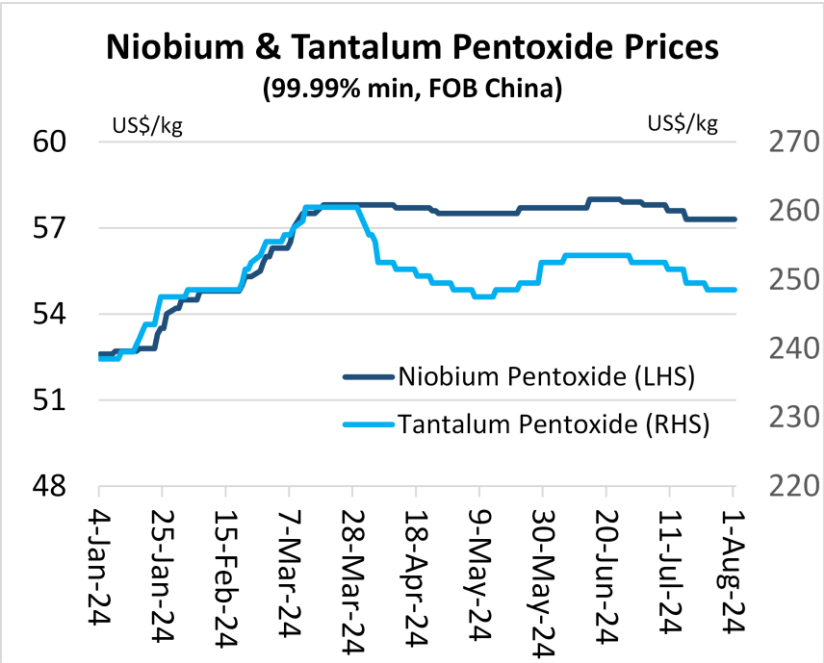 Niobium & Tantalum Pentoxide Prices
(99.99% min, FOB China)
US$/kg
US$/kg
60
57
54
51
48
270
260
250
240
230
220
Niobium Pentoxide (LHS)
Tantalum Pentoxide (RHS)
4-Jan-24
25-Jan-24
15-Feb-24
7-Mar-24
28-Mar-24
18-Apr-24
9-May-24
30-May-24
20-Jun-24
11-Jul-24
1-Aug-24